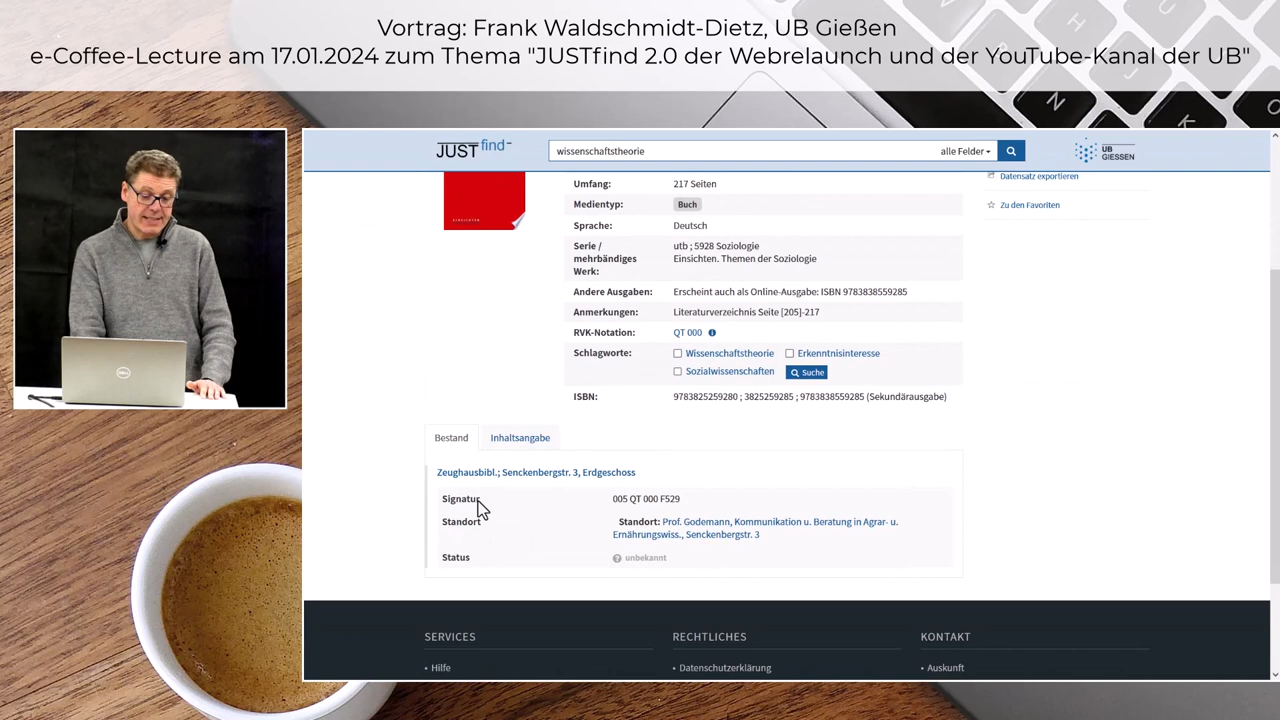 Vortrag: Frank Waldschmidt-Dietz, UB Gießen
e-Coffee-Lecture am 17.01.2024 zum Thema "JUSTfind 2.0 der Webrelaunch und der YouTube-Kanal der UB"
JUSTfind
wissenschaftstheorie
alle Felder
UB
GIESSEN
Datensatz exportieren
Zu den Favoriten
Umfang: 217 Seiten
Medientyp: Buch
Sprache: Deutsch
Serie / mehrbändiges Werk: utb ; 5928 Soziologie
Einsichten. Themen der Soziologie
Andere Ausgaben: Erscheint auch als Online-Ausgabe: ISBN 9783838559285
Anmerkungen: Literaturverzeichnis Seite [205]-217
RVK-Notation: QT 000
Schlagworte: Wissenschaftstheorie Erkenntnisinteresse
Sozialwissenschaften Suche
ISBN: 9783825259280 ; 3825259285 ; 9783838559285 (Sekundärausgabe)
Bestand Inhaltsangabe
Zeughausbibl.; Senckenbergstr. 3, Erdgeschoss
Signatur 005 QT 000 F529
Standort Standort: Prof. Godemann, Kommunikation u. Beratung in Agrar- u.
Ernährungswiss., Senckenbergstr. 3
Status unbekannt
SERVICES RECHTLICHES KONTAKT
• Hilfe • Datenschutzerklärung • Auskunft
N
DELL